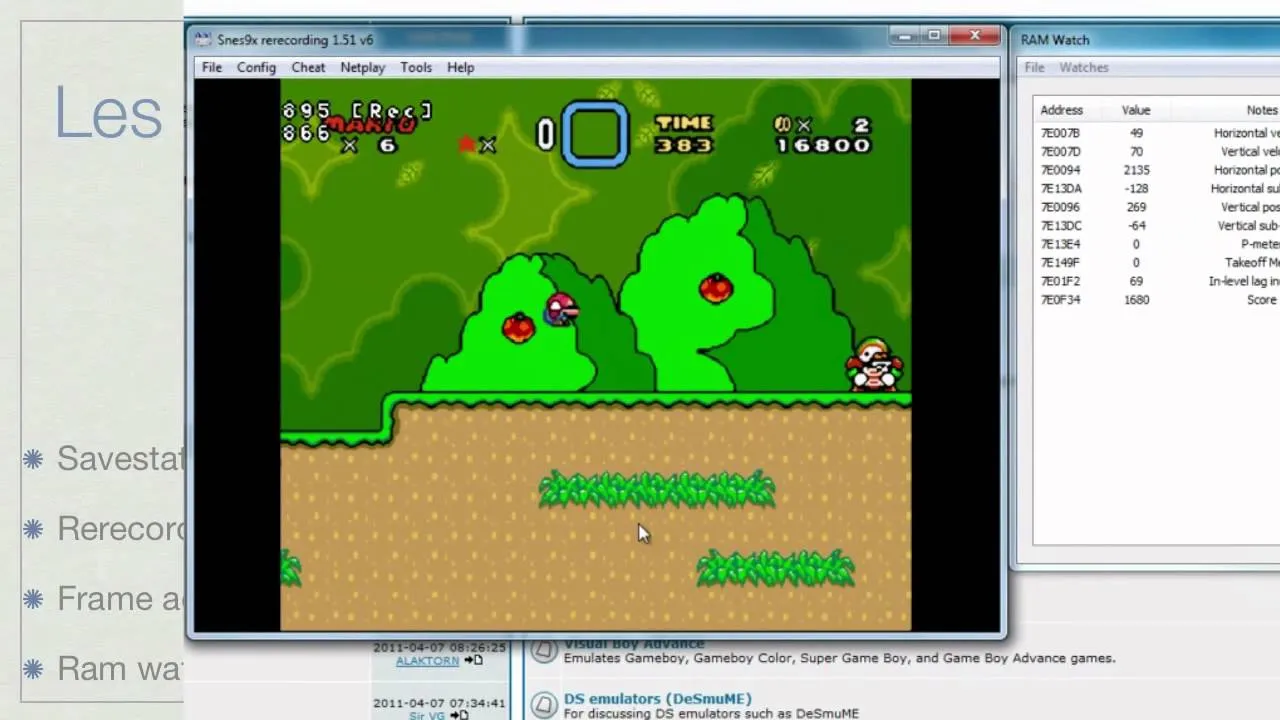 Les
Savestat
Rerecord
Frame a
Ram wa
Snes9x rerecording 1.51 v6
File Config Cheat Netplay Tools Help
895 [Rec]
866
MARIO
× 6
★×
0
TIME
383
× 2
16800
RAM Watch
File Watches
Address Value Notes
7E007B 49 Horizontal ve
7E007D 70 Vertical velo
7E0094 2135 Horizontal po
7E13DA -128 Horizontal su
7E0096 269 Vertical pos
7E13DC -64 Vertical sub-
7E13E4 0 P-mete
7E149F 0 Takeoff Me
7E01F2 69 In-level lag in
7E0F34 1680 Score
2011-04-07 08:26:25
ALAKTORN
2011-04-07 07:34:41
Sir VG
Visual Boy Advance
Emulates Gameboy, Gameboy Color, Super Game Boy, and Game Boy Advance games.
DS emulators (DeSmuME)
For discussing DS emulators such as DeSmuME